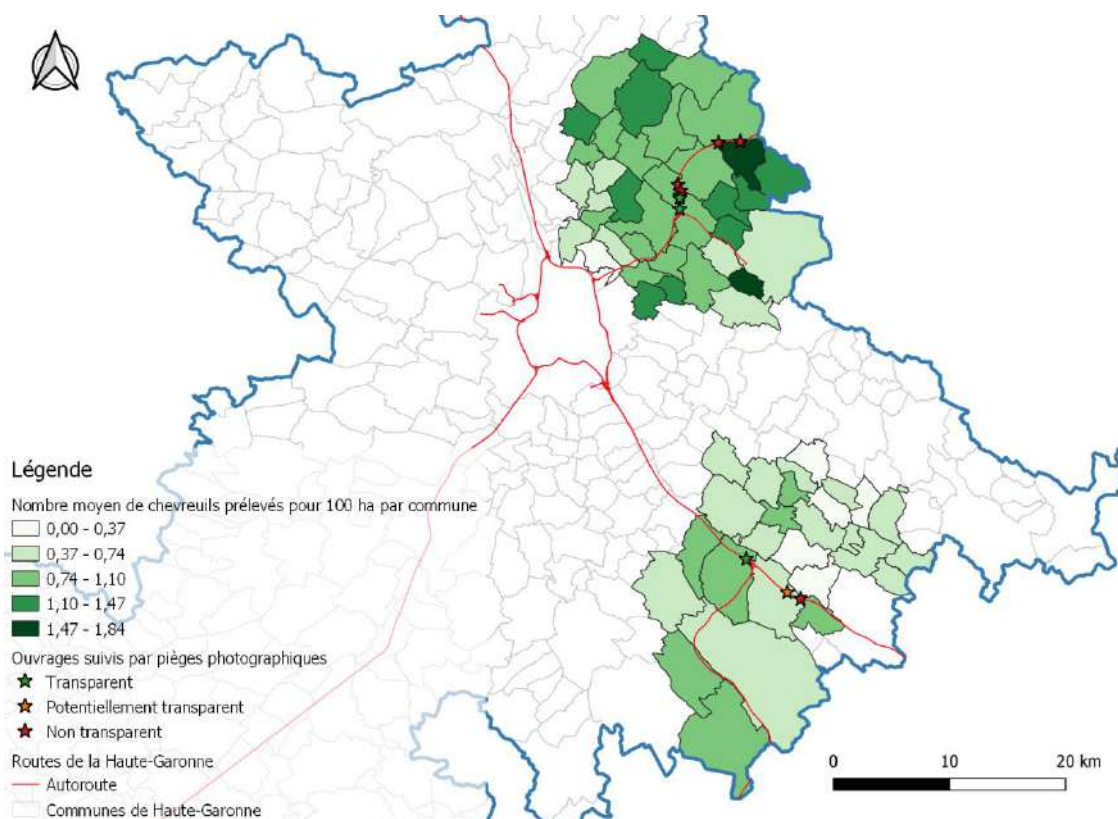 Légende
Nombre moyen de chevreuils prélevés pour 100 ha par commune
0,00 - 0,37
0,37 - 0,74
0,74 - 1,10
1,10 - 1,47
1,47 - 1,84
Ouvrages suivis par pièges photographiques
Transparent
Potentiellement transparent
Non transparent
Routes de la Haute-Garonne
Autoroute
Communes de Haute-Garonne
0 10 20 km